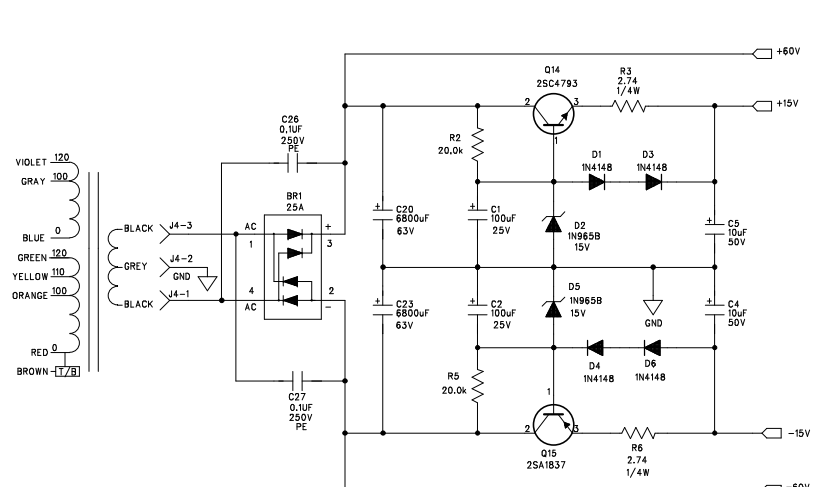 +60V
Q14
2SC4793
R3
2.74
1/4W
2
3
+15V
1
C26
0.1UF
250V
PE
R2
20.0k
D1
1N4148
D3
1N4148
VIOLET 120
GRAY 100
BLUE 0
GREEN 120
YELLOW 110
ORANGE 100
RED 0
BROWN T/B
BLACK J4-3
GREY J4-2
GND
BLACK J4-1
BR1
25A
AC
1
+
3
4
AC
2
-
C20
6800uF
63V
C1
100uF
25V
D2
1N965B
15V
C5
10uF
50V
C23
6800uF
63V
C2
100uF
25V
D5
1N965B
15V
GND
C4
10uF
50V
C27
0.1UF
250V
PE
R5
20.0k
D4
1N4148
D6
1N4148
1
2
3
Q15
2SA1837
R6
2.74
1/4W
-15V
-60V